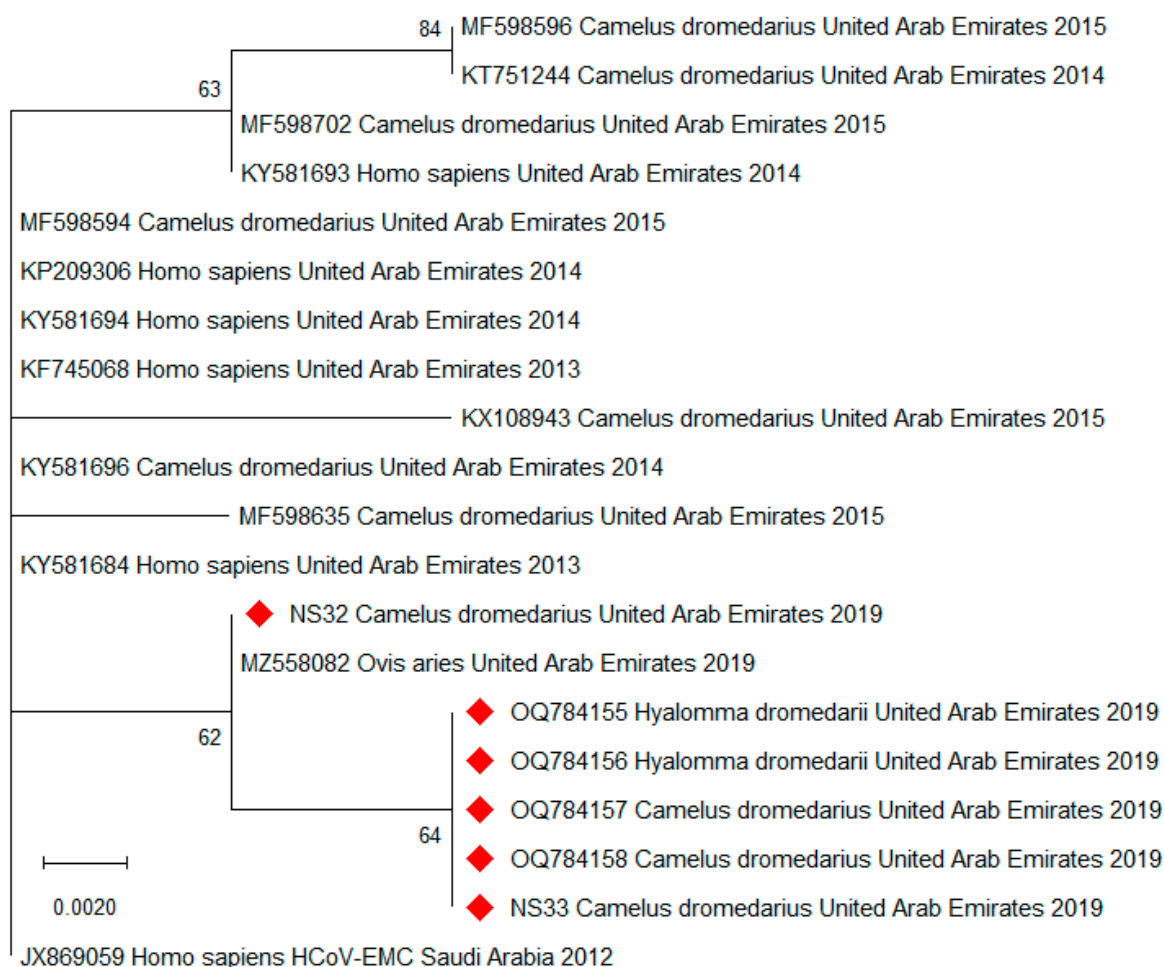 84
MF598596 Camelus dromedarius United Arab Emirates 2015
KT751244 Camelus dromedarius United Arab Emirates 2014
63
MF598702 Camelus dromedarius United Arab Emirates 2015
KY581693 Homo sapiens United Arab Emirates 2014
MF598594 Camelus dromedarius United Arab Emirates 2015
KP209306 Homo sapiens United Arab Emirates 2014
KY581694 Homo sapiens United Arab Emirates 2014
KF745068 Homo sapiens United Arab Emirates 2013
KX108943 Camelus dromedarius United Arab Emirates 2015
KY581696 Camelus dromedarius United Arab Emirates 2014
MF598635 Camelus dromedarius United Arab Emirates 2015
KY581684 Homo sapiens United Arab Emirates 2013
NS32 Camelus dromedarius United Arab Emirates 2019
MZ558082 Ovis aries United Arab Emirates 2019
OQ784155 Hyalomma dromedarii United Arab Emirates 2019
62
OQ784156 Hyalomma dromedarii United Arab Emirates 2019
OQ784157 Camelus dromedarius United Arab Emirates 2019
64
OQ784158 Camelus dromedarius United Arab Emirates 2019
0.0020
NS33 Camelus dromedarius United Arab Emirates 2019
JX869059 Homo sapiens HCoV-EMC Saudi Arabia 2012